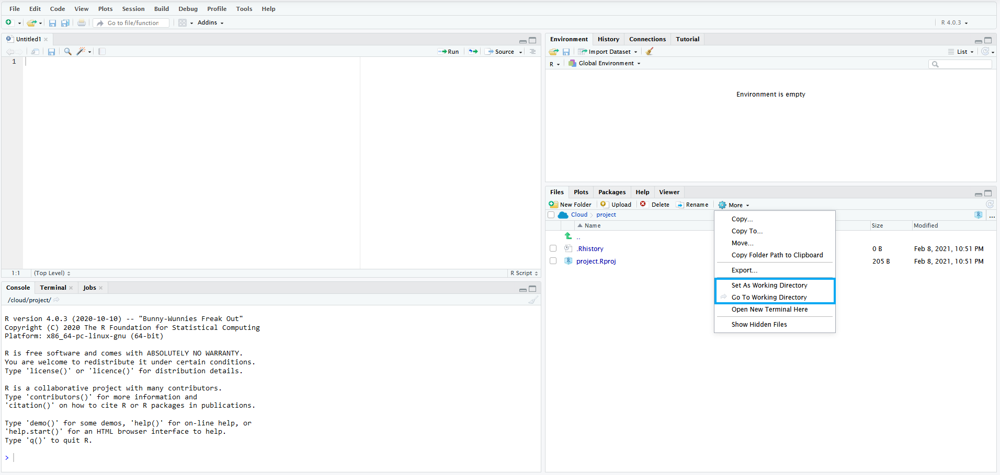 File Edit Code View Plots Session Build Debug Profile Tools Help
Go to file/function Addins R 4.0.3
Untitled1
Run Source
1
1:1 (Top Level) R Script
Console Terminal Jobs
/cloud/project/
R version 4.0.3 (2020-10-10) -- "Bunny-Wunnies Freak Out"
Copyright (C) 2020 The R Foundation for Statistical Computing
Platform: x86_64-pc-linux-gnu (64-bit)
R is free software and comes with ABSOLUTELY NO WARRANTY.
You are welcome to redistribute it under certain conditions.
Type 'license()' or 'licence()' for distribution details.
R is a collaborative project with many contributors.
Type 'contributors()' for more information and
'citation()' on how to cite R or R packages in publications.
Type 'demo()' for some demos, 'help()' for on-line help, or
'help.start()' for an HTML browser interface to help.
Type 'q()' to quit R.
>
Environment History Connections Tutorial
Import Dataset List
R Global Environment
Environment is empty
Files Plots Packages Help Viewer
New Folder Upload Delete Rename More
Cloud project R ...
Name Size Modified
..
.Rhistory 0 B Feb 8, 2021, 10:51 PM
project.Rproj 205 B Feb 8, 2021, 10:51 PM
Copy...
Copy To...
Move...
Copy Folder Path to Clipboard
Export...
Set As Working Directory
Go To Working Directory
Open New Terminal Here
Show Hidden Files